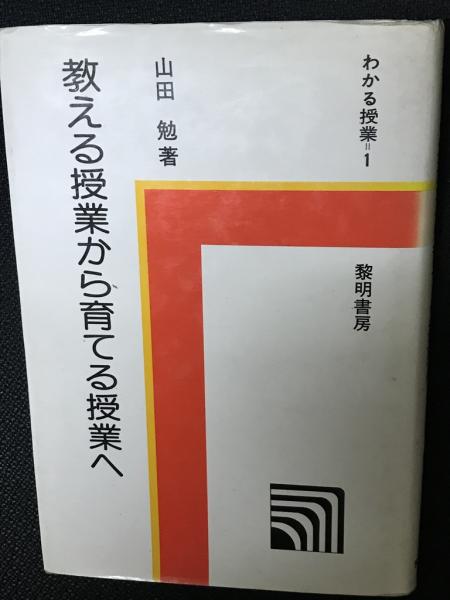 わかる授業=1
黎明書房
山田 勉著
教える授業から育てる授業へ